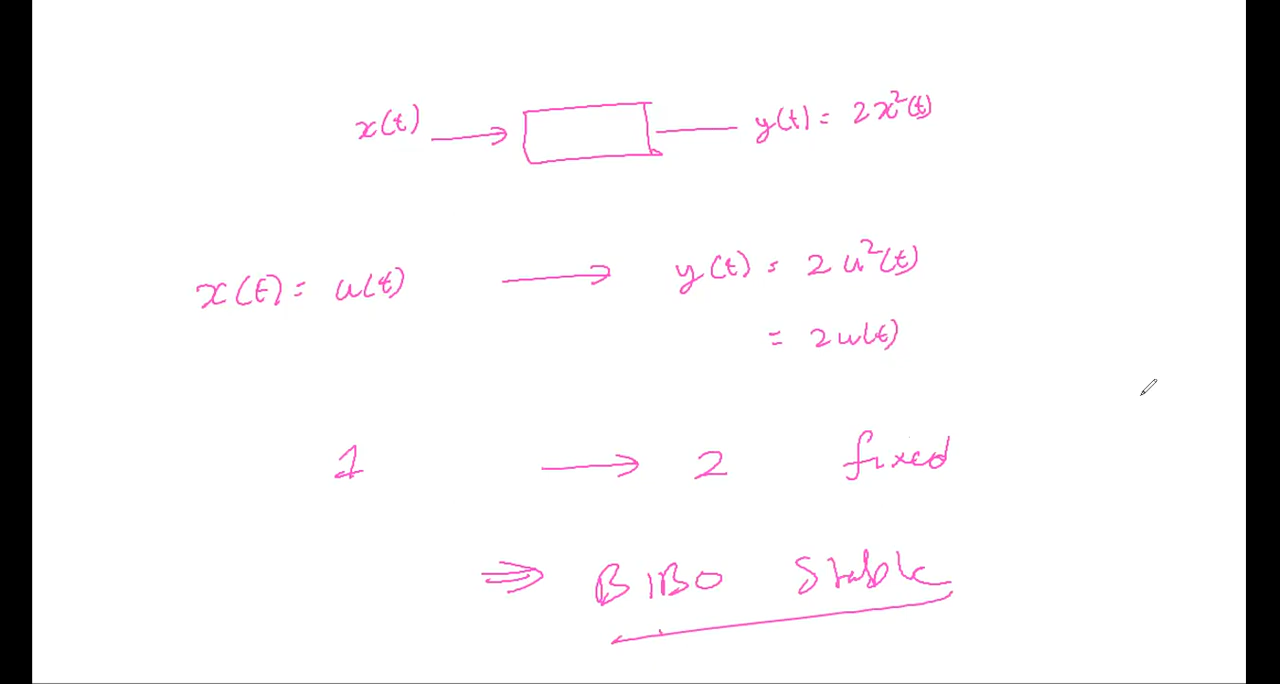 x(t) → y(t) = 2x²(t)
x(t) = u(t) → y(t) = 2u²(t)
= 2u(t)
1 → 2 fixed
⇒ BIBO Stable